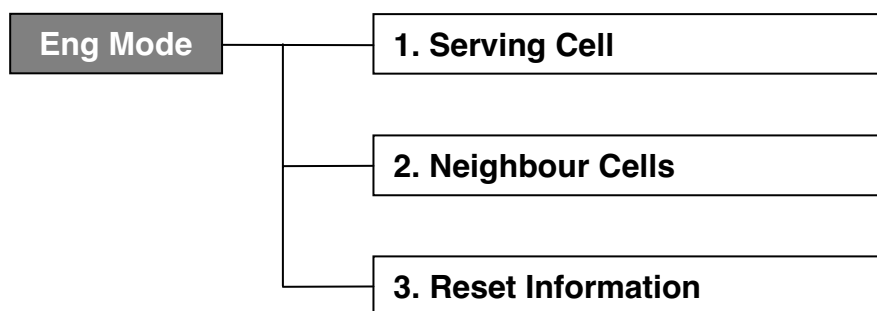 Eng Mode
1. Serving Cell
2. Neighbour Cells
3. Reset Information